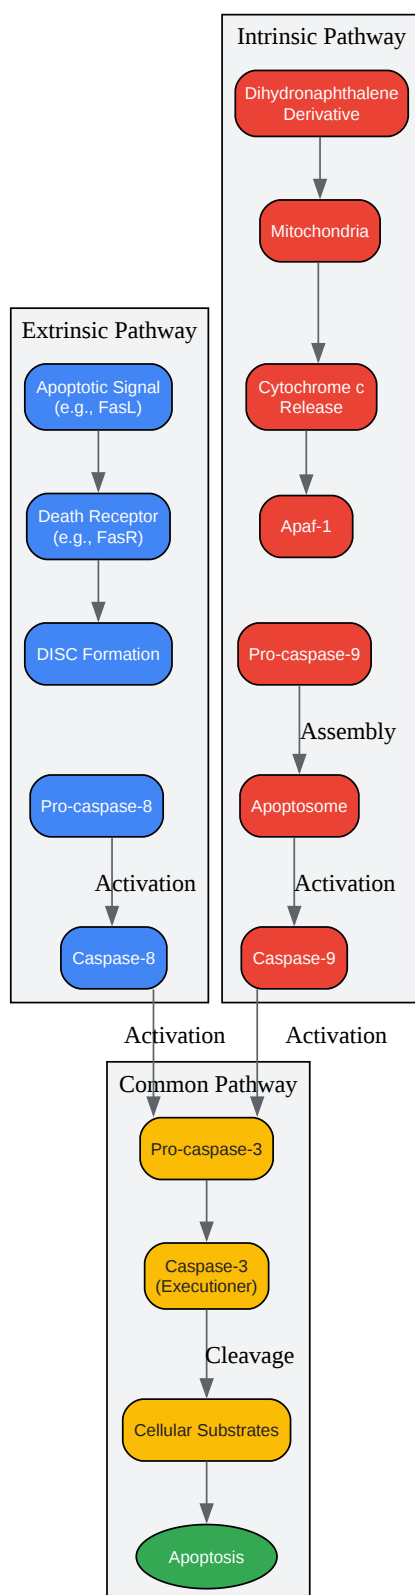 Intrinsic Pathway
Dihydronaphthalene
Derivative
Mitochondria
Cytochrome c
Release
Apaf-1
Pro-caspase-9
Assembly
Apoptosome
Activation
Caspase-9
Activation
Extrinsic Pathway
Apoptotic Signal
(e.g., FasL)
Death Receptor
(e.g., FasR)
DISC Formation
Pro-caspase-8
Activation
Caspase-8
Activation
Common Pathway
Pro-caspase-3
Caspase-3
(Executioner)
Cleavage
Cellular Substrates
Apoptosis